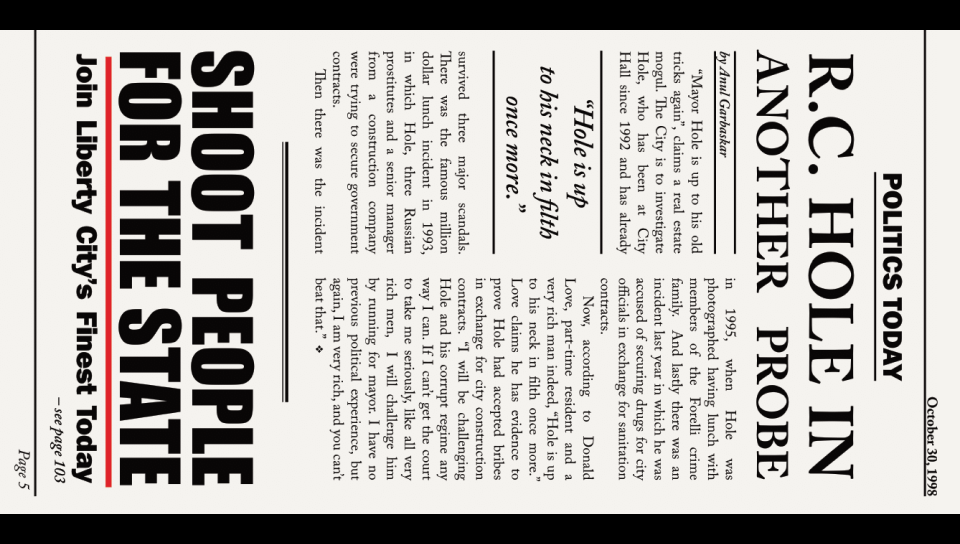 October 30, 1998
POLITICS TODAY
R.C. HOLE IN
ANOTHER PROBE
by Anul Garbaskar
“Mayor Hole is up to his old
tricks again”, claims a real estate
mogul. The City is to investigate
Hole, who has been at City
Hall since 1992 and has already
“Hole is up
to his neck in filth
once more.”
survived three major scandals.
There was the famous million
dollar lunch incident in 1993,
in which Hole, three Russian
prostitutes and a senior manager
from a construction company
were trying to secure government
contracts.
Then there was the incident
in 1995, when Hole was
photographed having lunch with
members of the Forelli crime
family. And lastly there was an
incident last year in which he was
accused of securing drugs for city
officials in exchange for sanitation
contracts.
Now, according to Donald
Love, part-time resident and a
very rich man indeed, “Hole is up
to his neck in filth once more.”
Love claims he has evidence to
prove Hole had accepted bribes
in exchange for city construction
contracts. “I will be challenging
Hole and his corrupt regime any
way I can. If I can’t get the court
to take me seriously, like all very
rich men, I will challenge him
by running for mayor. I have no
previous political experience, but
again, I am very rich, and you can’t
beat that.” ❖
SHOOT PEOPLE
FOR THE STATE
Join Liberty City’s Finest Today
– see page 103
Page 5